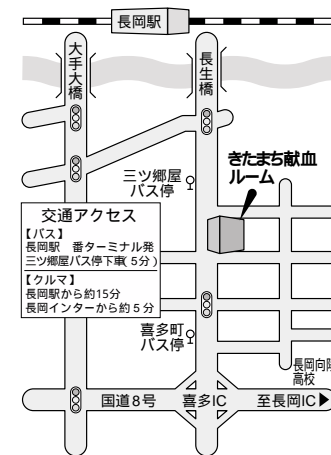 長岡駅
大手大橋
長生橋
きたまち献血
ルーム
三ツ郷屋
バス停
交通アクセス
【バス】
長岡駅 番ターミナル発
三ツ郷屋バス停下車(5分)
【クルマ】
長岡駅から約15分
長岡インターから約5分
喜多町
バス停
長岡向陵
高校
国道8号
喜多IC
至長岡IC▶